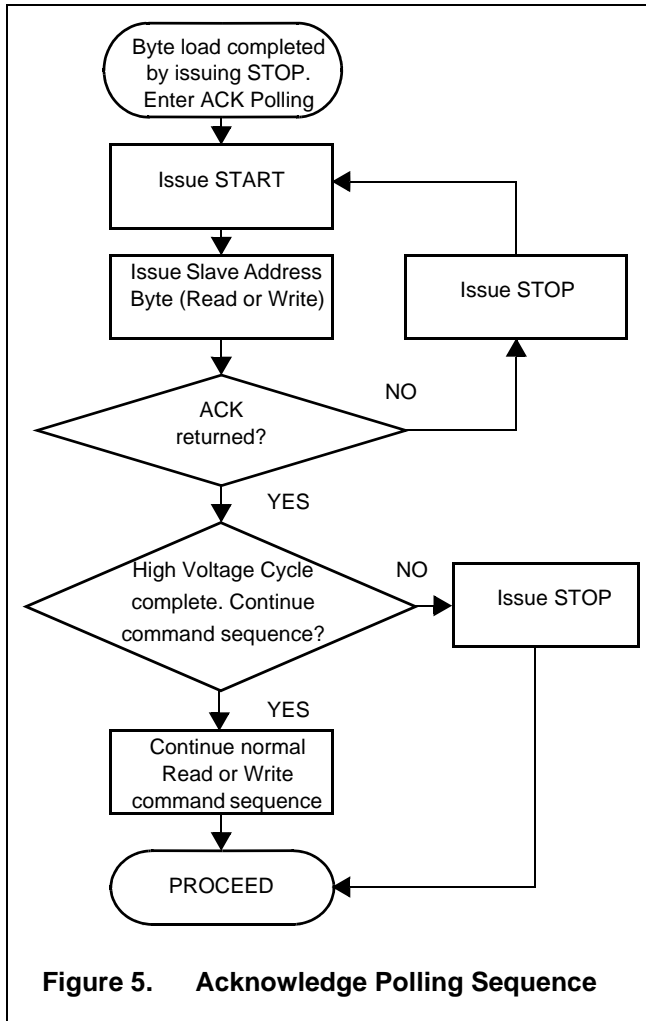 Byte load completed
by issuing STOP.
Enter ACK Polling
Issue START
Issue Slave Address
Byte (Read or Write)
Issue STOP
ACK
returned?
NO
YES
High Voltage Cycle
complete. Continue
command sequence?
NO
Issue STOP
YES
Continue normal
Read or Write
command sequence
PROCEED
Figure 5. Acknowledge Polling Sequence